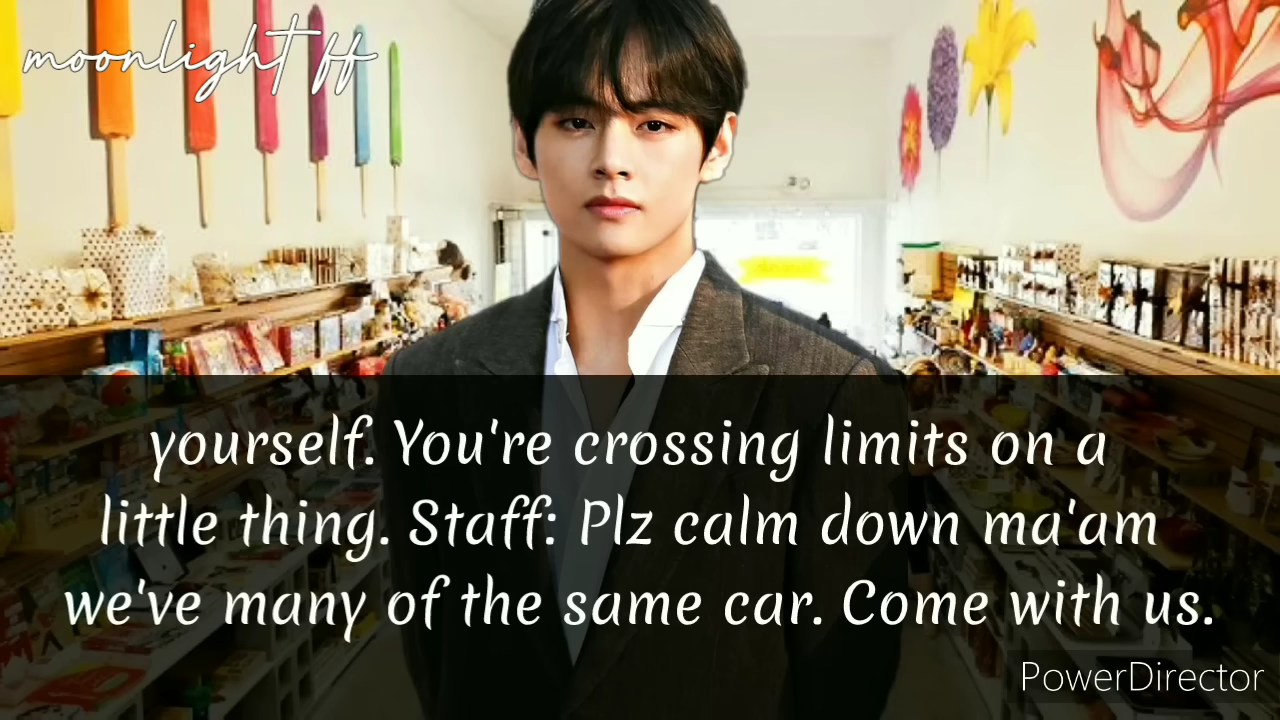 moonlight ff
yourself. You're crossing limits on a
little thing. Staff: Plz calm down ma'am
we've many of the same car. Come with us.
PowerDirector